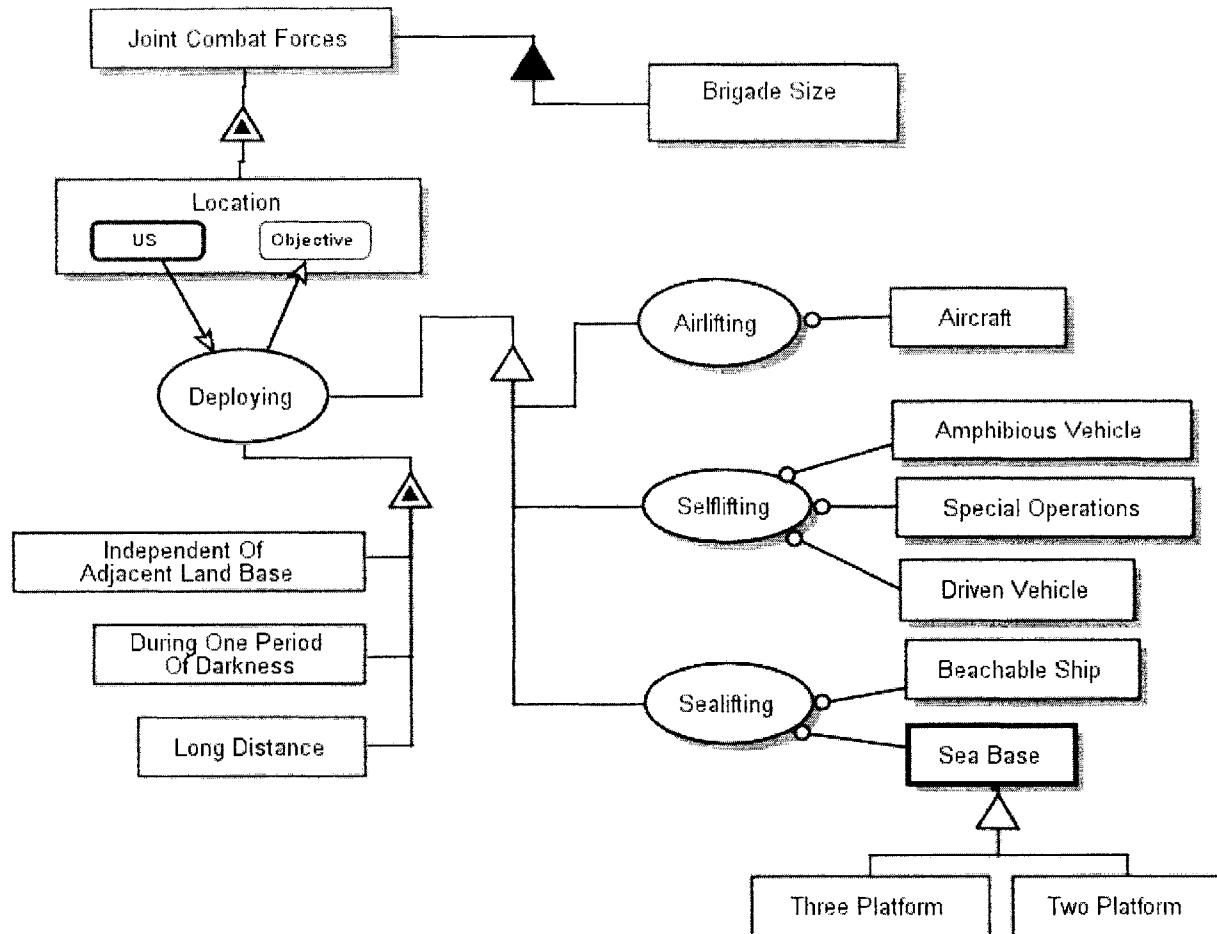 Joint Combat Forces
Brigade Size
Location
US
Objective
Deploying
Airlifting
Aircraft
Amphibious Vehicle
Selflifting
Special Operations
Independent Of
Adjacent Land Base
Driven Vehicle
During One Period
Of Darkness
Beachable Ship
Sealifting
Long Distance
Sea Base
Three Platform
Two Platform